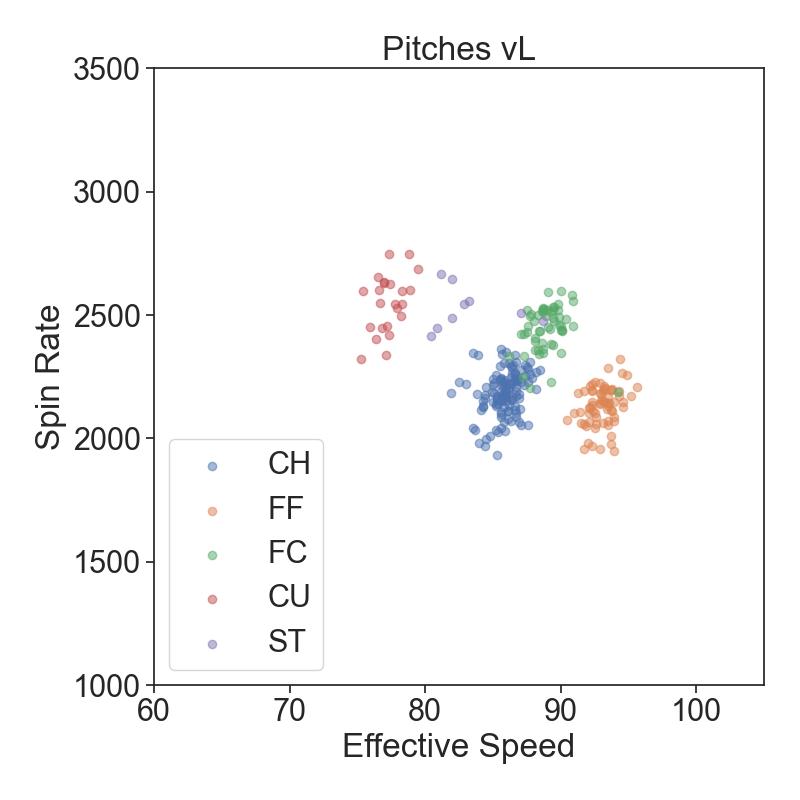 Pitches vL
3500
3000
2500
2000
1500
1000
Spin Rate
CH
FF
FC
CU
ST
60 70 80 90 100
Effective Speed